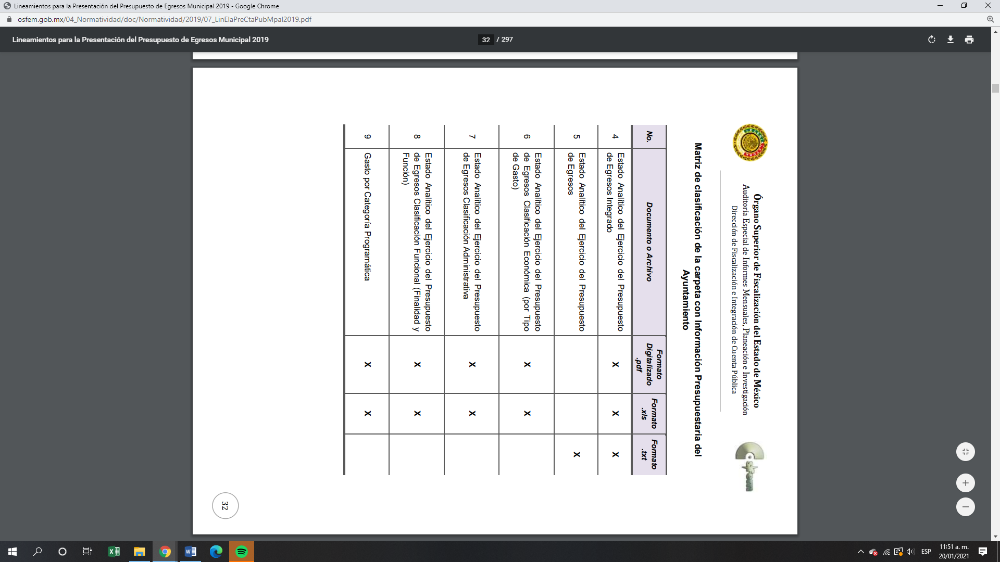 Lineamientos para la Presentación del Presupuesto de Egresos Municipal 2019 - Google Chrome
osfem.gob.mx/04_Normatividad/doc/Normatividad/2019/07_LinElaPreCtaPubMpal2019.pdf
Lineamientos para la Presentación del Presupuesto de Egresos Municipal 2019
32 / 297
Órgano Superior de Fiscalización del Estado de México
Auditoría Especial de Informes Mensuales, Planeación e Investigación
Dirección de Fiscalización e Integración de Cuenta Pública
Matriz de clasificación de la carpeta con Información Presupuestaria del
Ayuntamiento
No. Documento o Archivo Formato Digitalizado .pdf Formato .xls Formato .txt
4 Estado Analítico del Ejercicio del Presupuesto
de Egresos Integrado X X X
5 Estado Analítico del Ejercicio del Presupuesto
de Egresos X
6 Estado Analítico del Ejercicio del Presupuesto
de Egresos Clasificación Económica (por Tipo
de Gasto) X X
7 Estado Analítico del Ejercicio del Presupuesto
de Egresos Clasificación Administrativa X X
8 Estado Analítico del Ejercicio del Presupuesto
de Egresos Clasificación Funcional (Finalidad y
Función) X X
9 Gasto por Categoría Programática X X
32
ESP
11:51 a. m.
20/01/2021